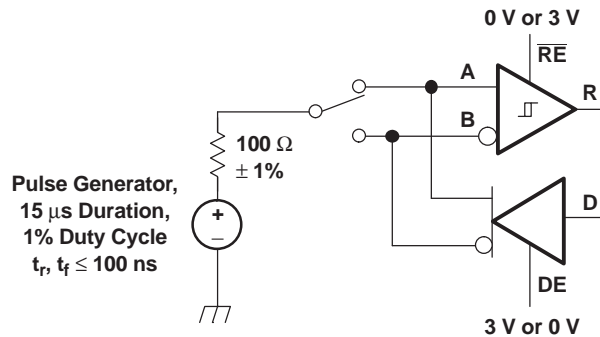 0 V or 3 V
RE
A
R
B
100 Ω
± 1%
Pulse Generator,
15 μs Duration,
1% Duty Cycle
tr, tf ≤ 100 ns
+
–
D
DE
3 V or 0 V